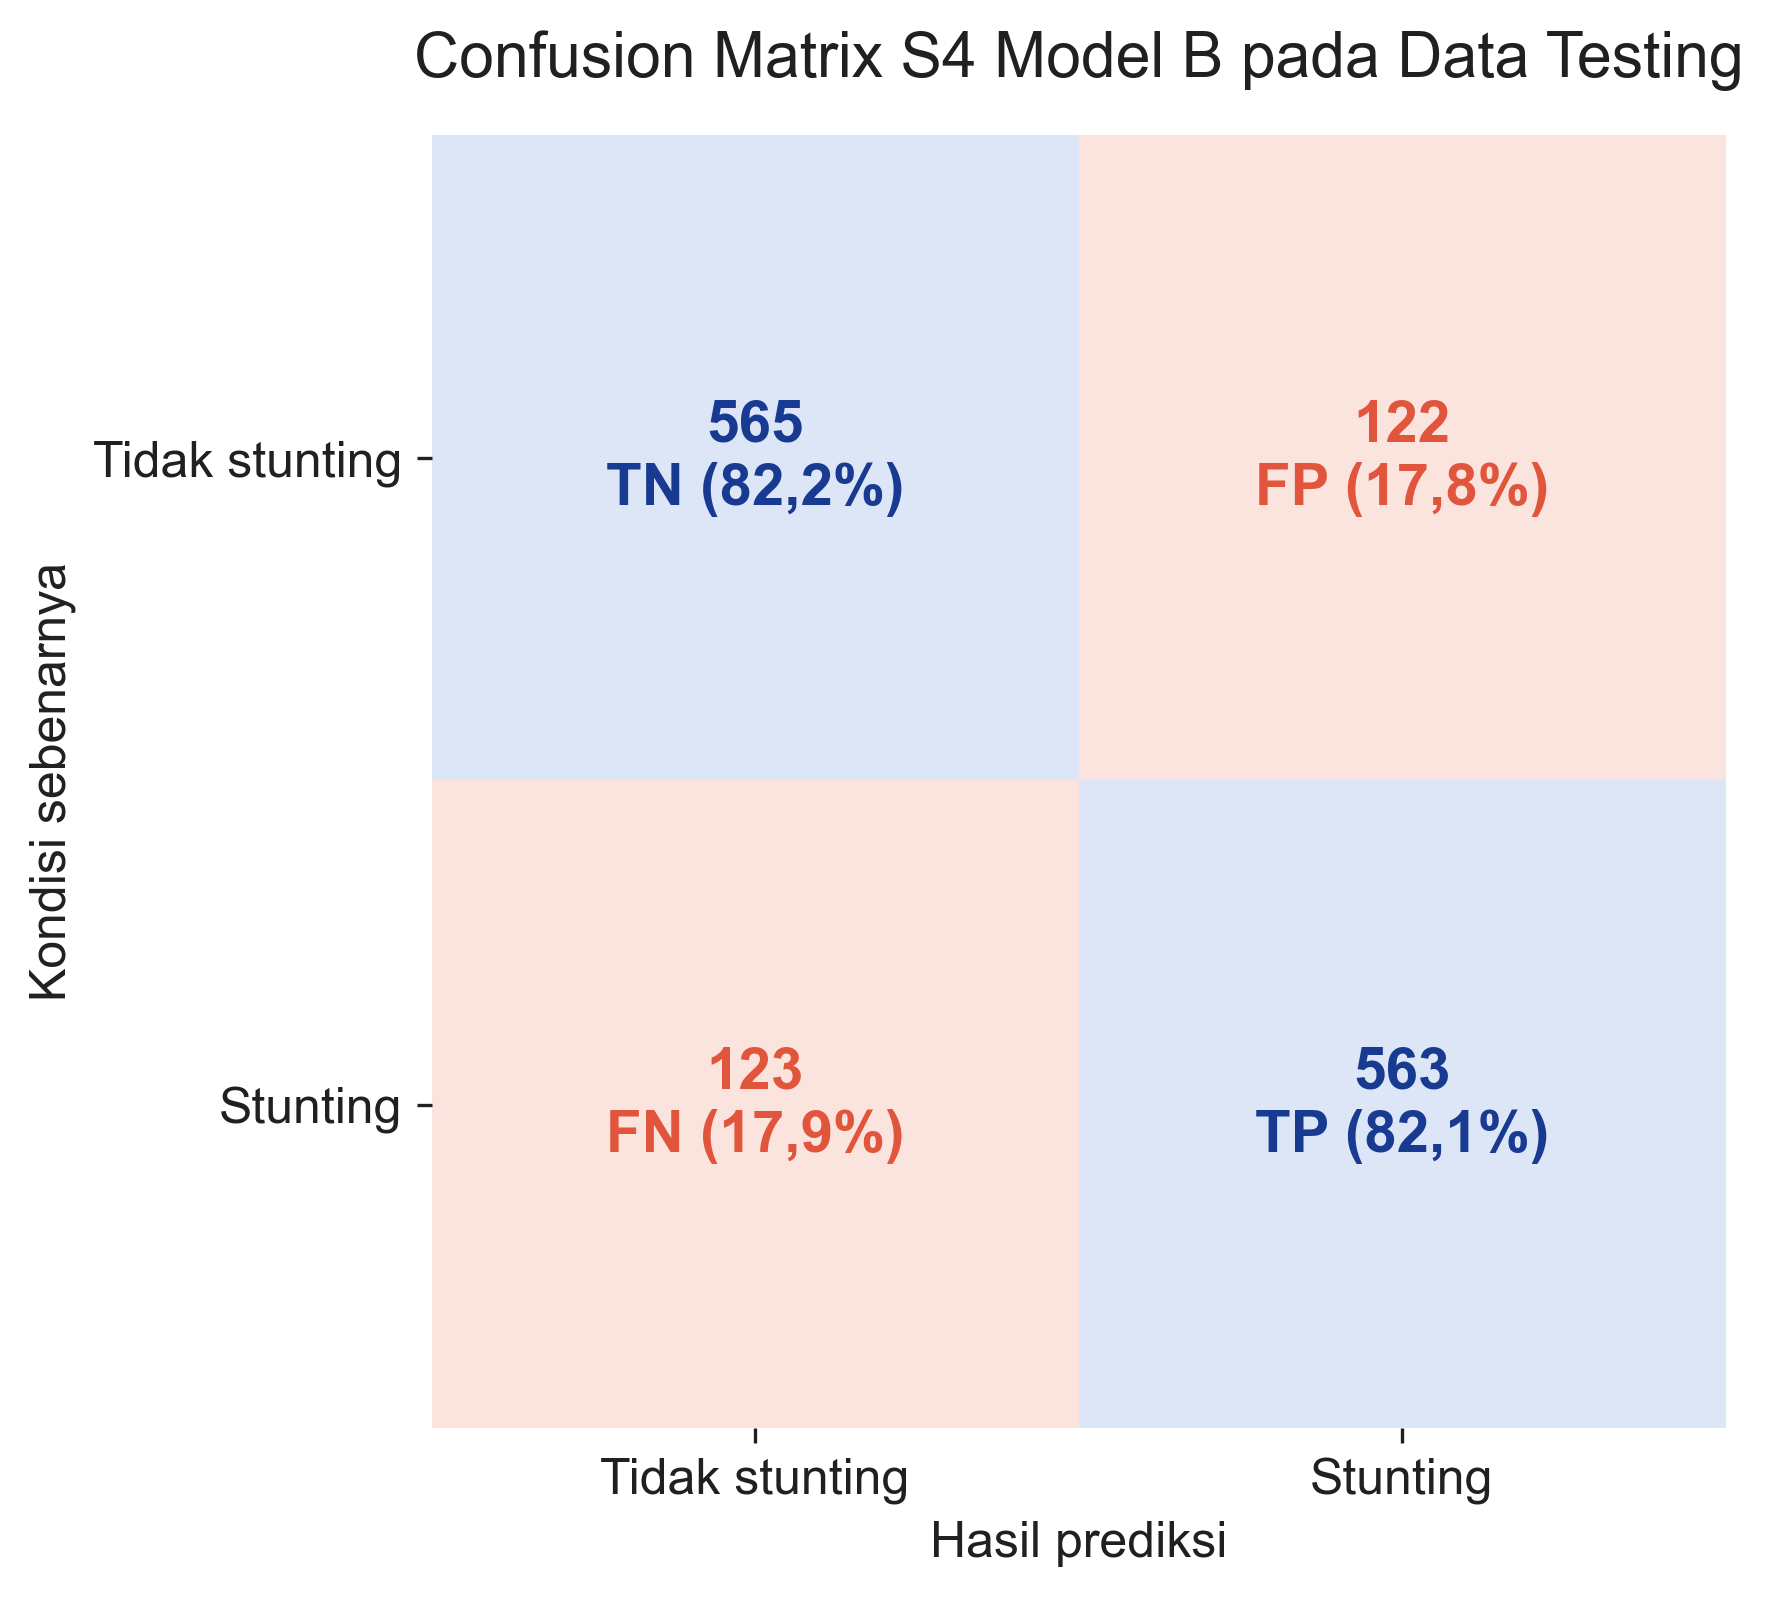 Confusion Matrix S4 Model B pada Data Testing
Kondisi sebenarnya
Tidak stunting
565
TN (82,2%)
122
FP (17,8%)
Stunting
123
FN (17,9%)
563
TP (82,1%)
Tidak stunting
Stunting
Hasil prediksi